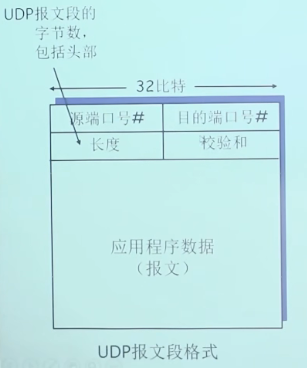 UDP报文段的
字节数，
包括头部
32比特
源端口号# 目的端口号#
长度 校验和
应用程序数据
（报文）
UDP报文段格式